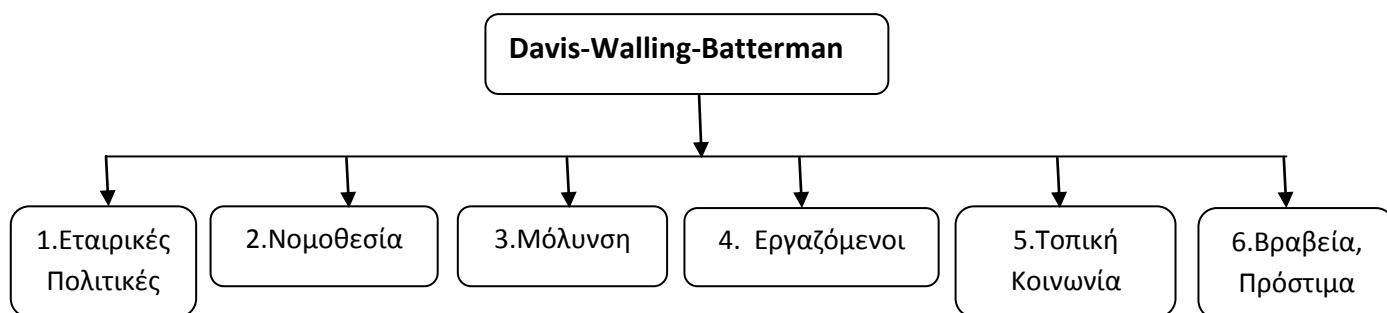 Davis-Walling-Batterman
1.Εταιρικές
Πολιτικές
2.Νομοθεσία
3.Μόλυνση
4. Εργαζόμενοι
5.Τοπική
Κοινωνία
6.Βραβεία,
Πρόστιμα